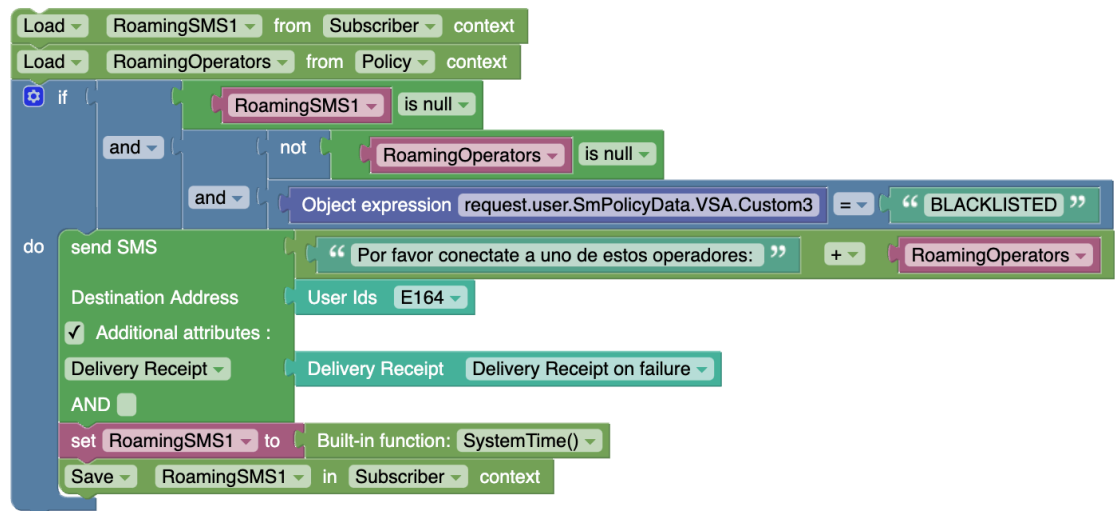 Load RoamingSMS1 from Subscriber context
Load RoamingOperators from Policy context
if RoamingSMS1 is null
and not RoamingOperators is null
and Object expression request.user.SmPolicyData.VSA.Custom3 = “ BLACKLISTED ”
do send SMS “ Por favor conectate a uno de estos operadores: ” + RoamingOperators
Destination Address User Ids E164
✓ Additional attributes :
Delivery Receipt Delivery Receipt Delivery Receipt on failure
AND
set RoamingSMS1 to Built-in function: SystemTime()
Save RoamingSMS1 in Subscriber context